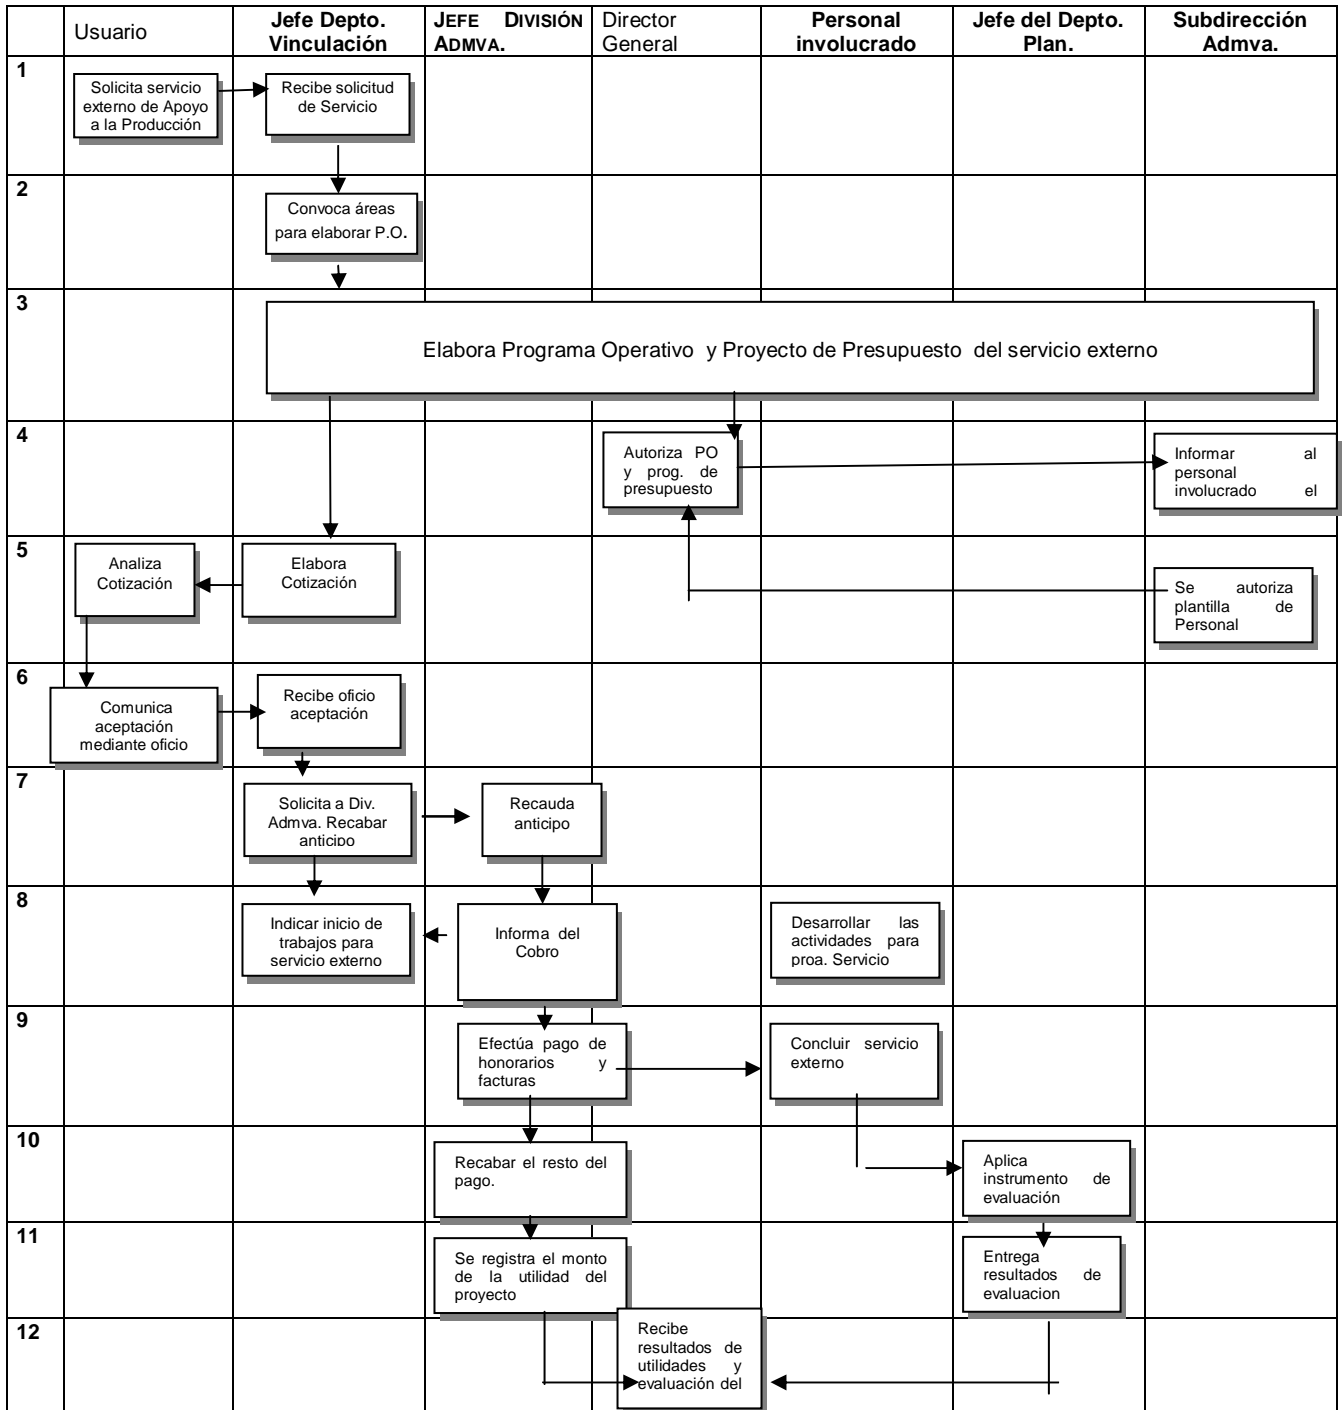 Usuario
Jefe Depto.
Vinculación
JEFE DIVISIÓN
ADMVA.
Director
General
Personal
involucrado
Jefe del Depto.
Plan.
Subdirección
Admva.
1
Solicita servicio
externo de Apoyo
a la Producción
Recibe solicitud
de Servicio
2
Convoca áreas
para elaborar P.O.
3
Elabora Programa Operativo y Proyecto de Presupuesto del servicio externo
4
Autoriza PO
y prog. de
presupuesto
Informar al
personal
involucrado el
5
Analiza
Cotización
Elabora
Cotización
Se autoriza
plantilla de
Personal
6
Comunica
aceptación
mediante oficio
Recibe oficio
aceptación
7
Solicita a Div.
Admva. Recabar
anticipo
Recauda
anticipo
8
Indicar inicio de
trabajos para
servicio externo
Informa del
Cobro
Desarrollar las
actividades para
proa. Servicio
9
Efectúa pago de
honorarios y
facturas
Concluir servicio
externo
10
Recabar el resto del
pago.
Aplica
instrumento de
evaluación
11
Se registra el monto
de la utilidad del
proyecto
Entrega
resultados de
evaluacion
12
Recibe
resultados de
utilidades y
evaluación del